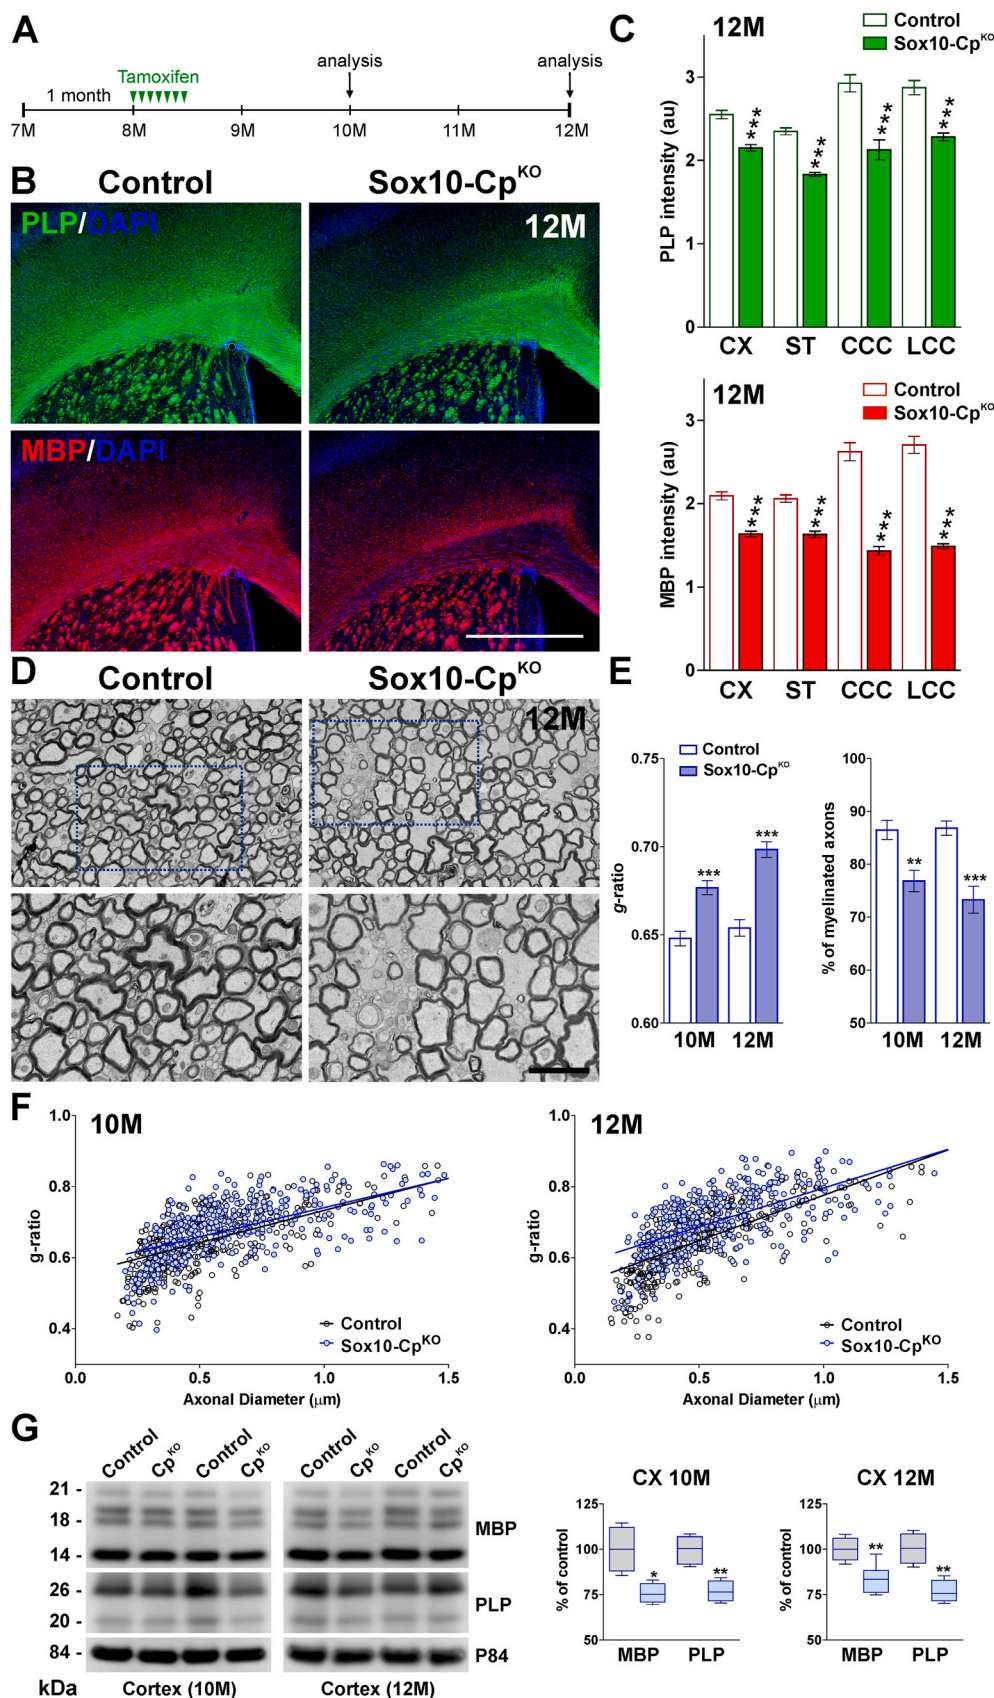 A
analysis
analysis
Tamoxifen
1 month
7M 8M 9M 10M 11M 12M
B
Control Sox10-Cp^KO
PLP/DAPI
12M
MBP/DAPI
C
12M
Control
Sox10-Cp^KO
PLP intensity (au)
3
2
1
0
***
***
***
***
CX ST CCC LCC
12M
Control
Sox10-Cp^KO
MBP intensity (au)
3
2
1
0
***
***
***
***
CX ST CCC LCC
D
Control Sox10-Cp^KO
12M
E
Control
Sox10-Cp^KO
g-ratio
0.75
0.70
0.65
0.60
***
***
10M 12M
% of myelinated axons
100
90
80
70
60
50
**
***
10M 12M
F
10M
g-ratio
1.0
0.8
0.6
0.4
Control
Sox10-Cp^KO
0.0 0.5 1.0 1.5
Axonal Diameter (μm)
12M
g-ratio
1.0
0.8
0.6
0.4
Control
Sox10-Cp^KO
0.0 0.5 1.0 1.5
Axonal Diameter (μm)
G
Control Cp^KO Control Cp^KO
Control Cp^KO Control Cp^KO
21 -
18 -
14 -
MBP
26 -
20 -
PLP
84 -
P84
kDa
Cortex (10M) Cortex (12M)
CX 10M
% of control
125
100
75
50
*
**
MBP PLP
CX 12M
% of control
125
100
75
50
**
**
MBP PLP